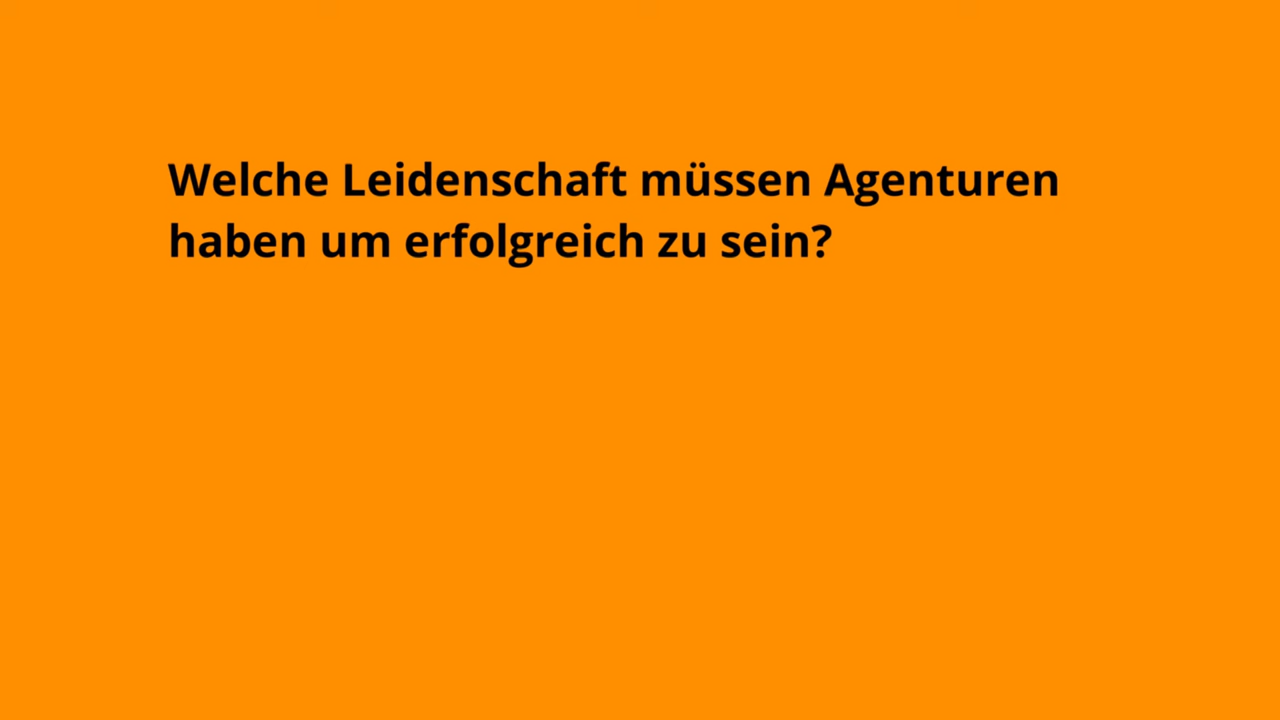 Welche Leidenschaft müssen Agenturen
haben um erfolgreich zu sein?